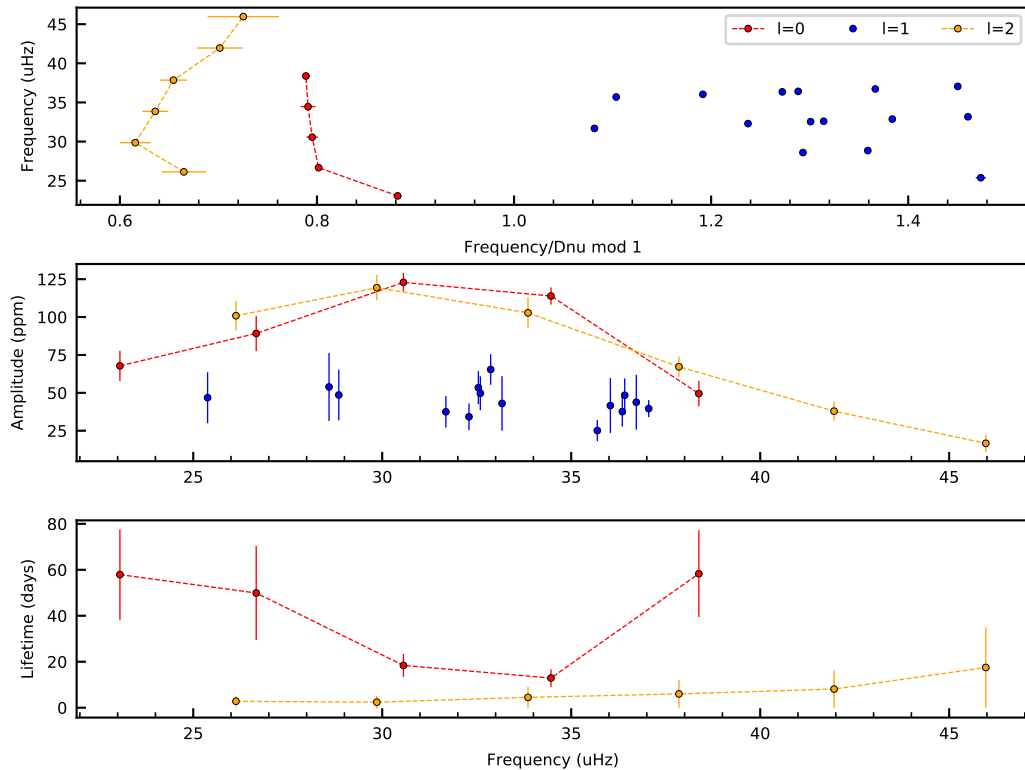 45
40
35
30
25
Frequency (uHz)
l=0 l=1 l=2
0.6 0.8 1.0 1.2 1.4
Frequency/Dnu mod 1
125
100
75
50
25
Amplitude (ppm)
25 30 35 40 45
80
60
40
20
0
Lifetime (days)
25 30 35 40 45
Frequency (uHz)